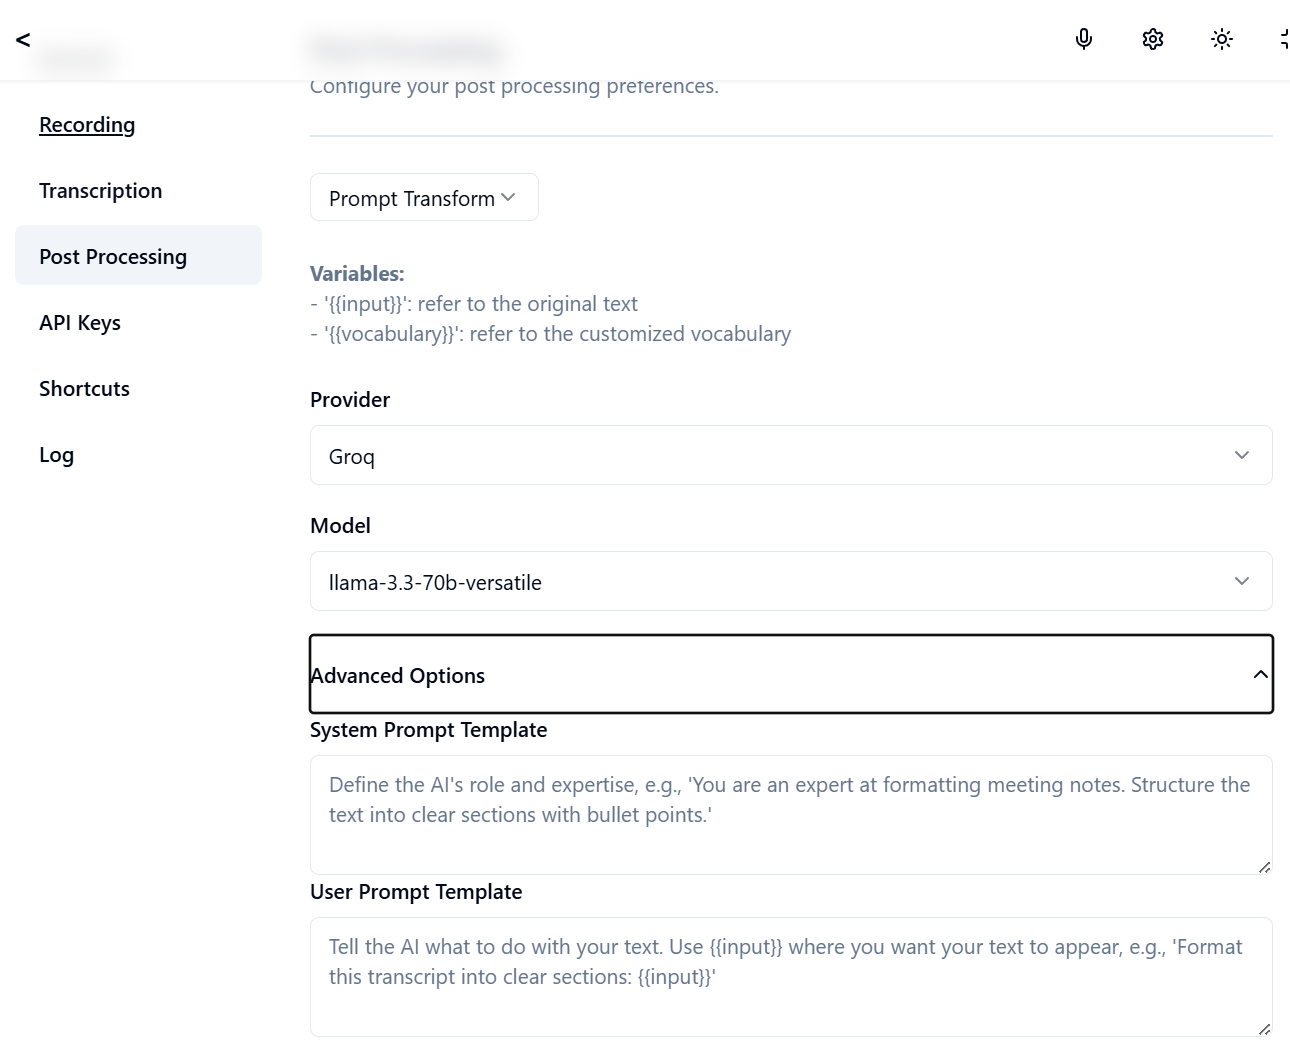 <
Configure your post processing preferences.
Recording
Transcription
Post Processing
API Keys
Shortcuts
Log
Prompt Transform
Variables:
- '{{input}}': refer to the original text
- '{{vocabulary}}': refer to the customized vocabulary
Provider
Groq
Model
llama-3.3-70b-versatile
Advanced Options
System Prompt Template
Define the AI's role and expertise, e.g., 'You are an expert at formatting meeting notes. Structure the
text into clear sections with bullet points.'
User Prompt Template
Tell the AI what to do with your text. Use {{input}} where you want your text to appear, e.g., 'Format
this transcript into clear sections: {{input}}'